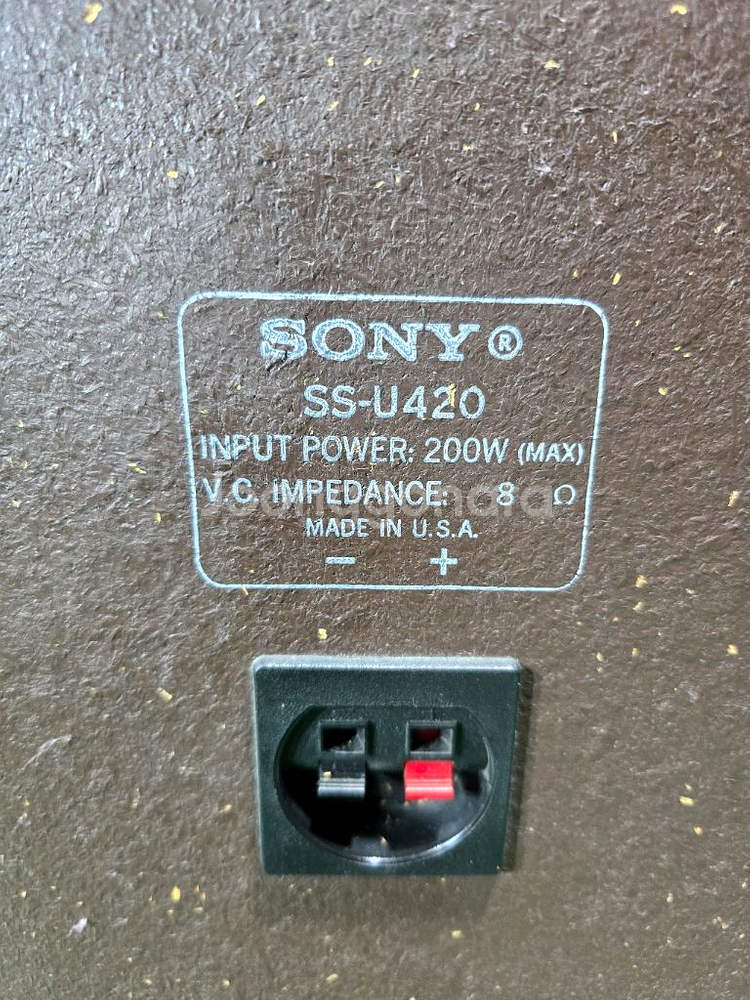 SONY®
SS-U420
INPUT POWER: 200W (MAX)
V.C. IMPEDANCE: 8 Ω
MADE IN U.S.A.
− +